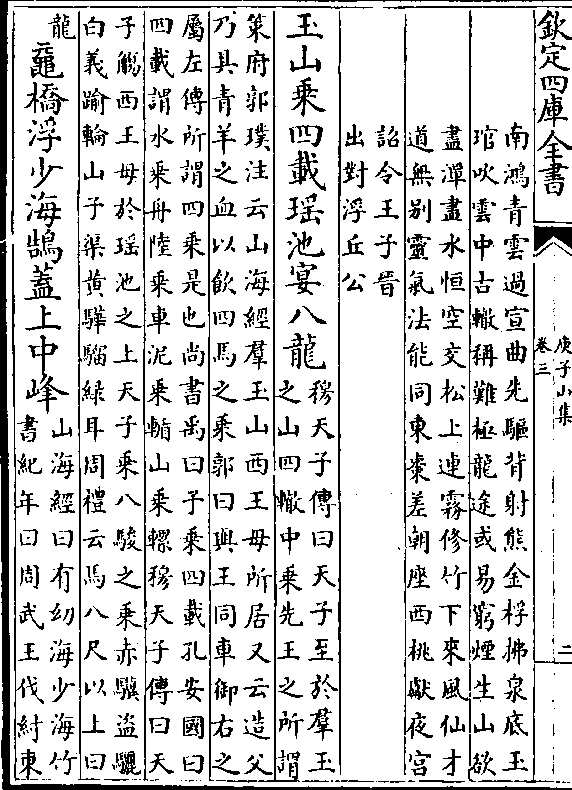 欽定四庫全書
庾子山集
卷三
二
南鴻青雲過宣曲先驅背射熊金桴拂泉底玉
琯吹雲中古轍稱難極龍途或易窮煙生山欲
盡潬盡水恒空交松上連霧修竹下來風仙才
道無别靈氣法能同東棗差朝座西桃獻夜宫
詔令王子晉
出對浮丘公
玉山乘四載瑤池宴八龍
穆天子傳曰天子至於羣玉
之山四轍中乘先王之所謂
策府郭璞注云山海經羣玉山西王母所居又云造父
乃具青羊之血以飲四馬之乘郭曰與王同車御右之
屬左傳所謂四乘是也尚書禹曰予乘四載孔安國曰
四載謂水乘舟陸乘車泥乘輴山乘樏穆天子傳曰天
子觴西王母於瑤池之上天子乘八駿之乘赤驥盜驪
白義踰輪山子渠黄驊騮緑耳周禮云馬八尺以上曰
龍
黿橋浮少海鵠蓋上中峰
山海經曰有幼海少海竹
書紀年曰周武王伐紂東